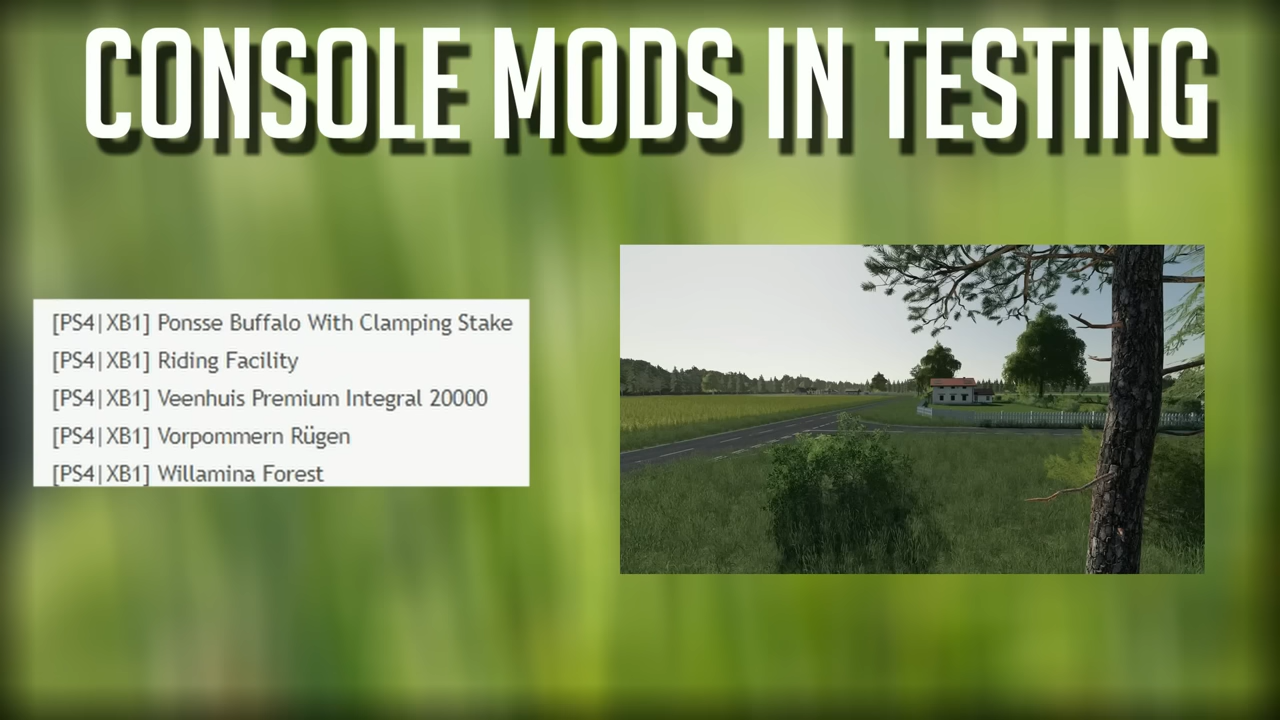 CONSOLE MODS IN TESTING
[PS4|XB1] Ponsse Buffalo With Clamping Stake
[PS4|XB1] Riding Facility
[PS4|XB1] Veenhuis Premium Integral 20000
[PS4|XB1] Vorpommern Rügen
[PS4|XB1] Willamina Forest